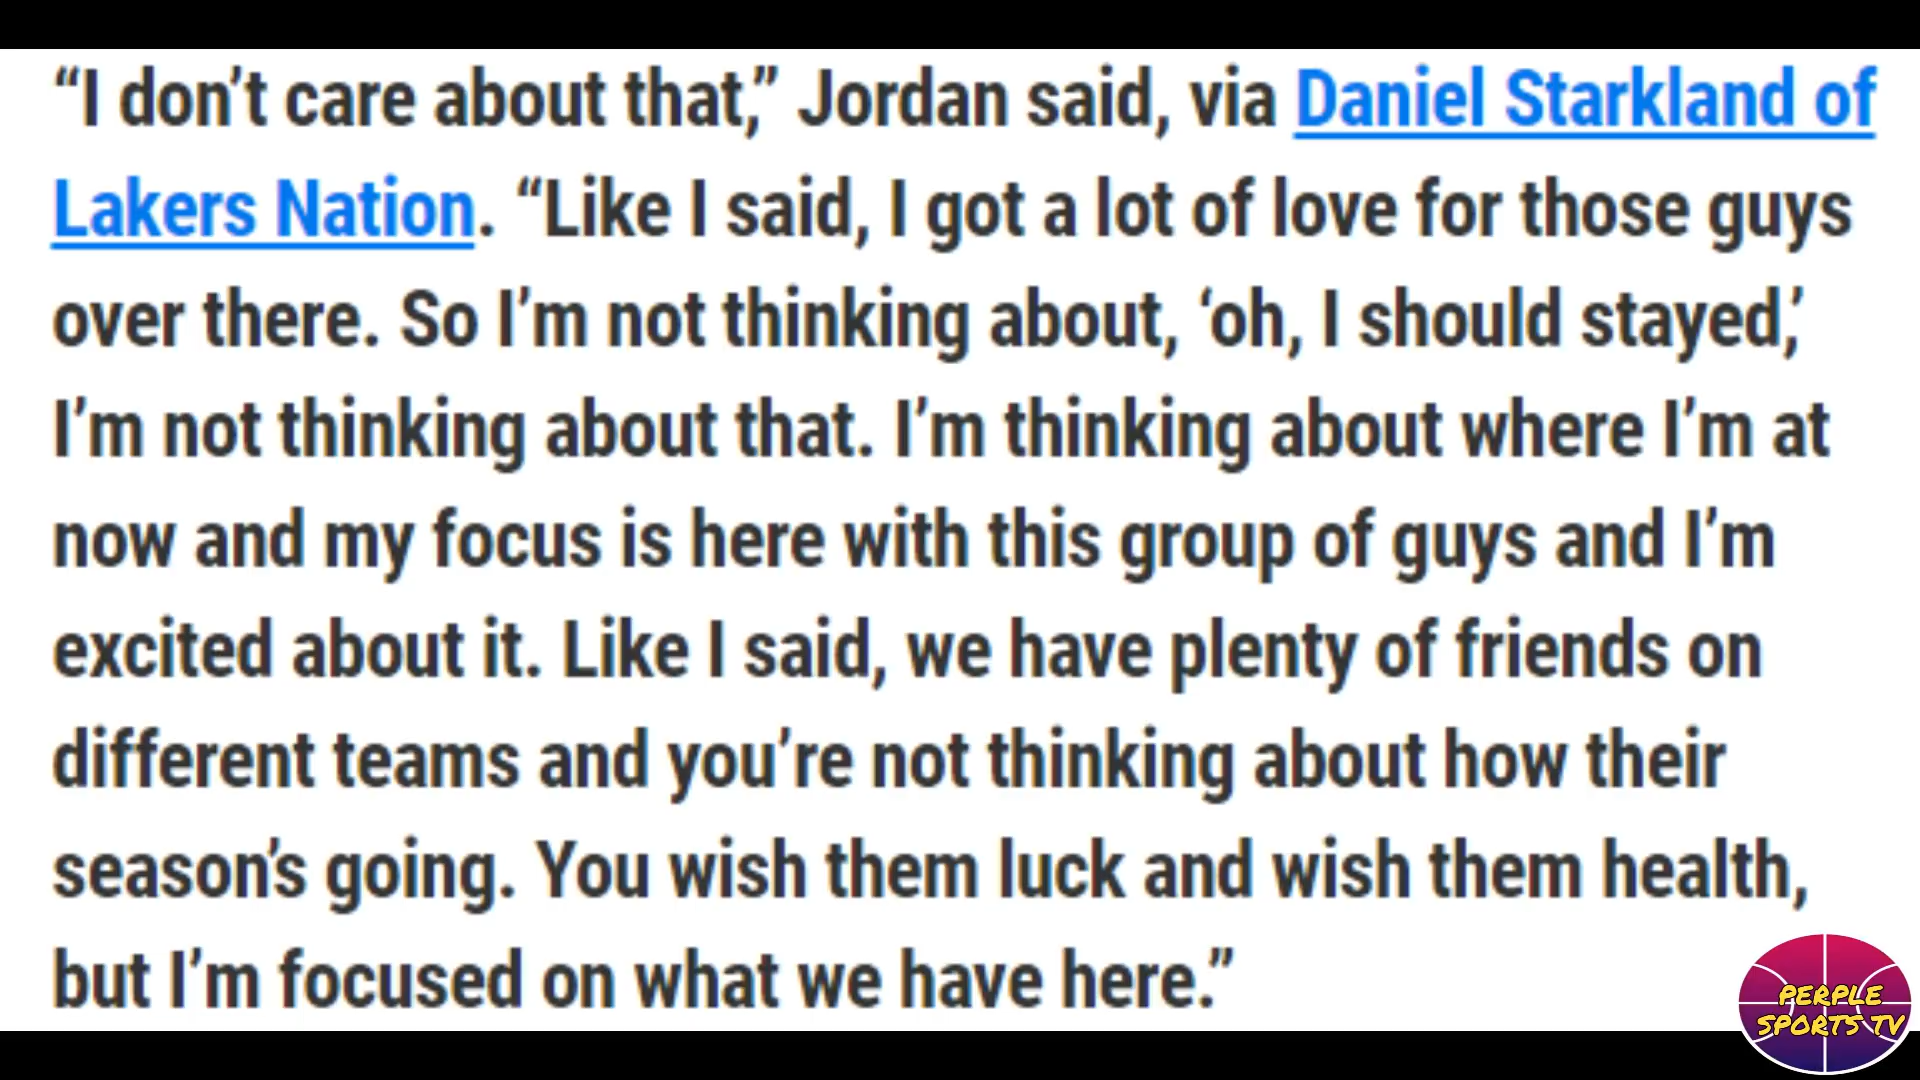 “I don’t care about that,” Jordan said, via Daniel Starkland of
Lakers Nation. “Like I said, I got a lot of love for those guys
over there. So I’m not thinking about, ‘oh, I should stayed,’
I’m not thinking about that. I’m thinking about where I’m at
now and my focus is here with this group of guys and I’m
excited about it. Like I said, we have plenty of friends on
different teams and you’re not thinking about how their
season’s going. You wish them luck and wish them health,
but I’m focused on what we have here.”
PERPLE
SPORTS TV